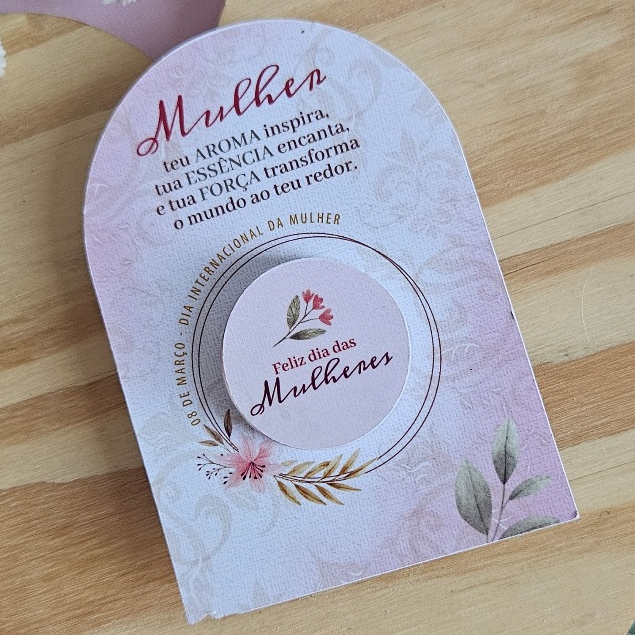 Mulher
teu AROMA inspira,
tua ESSÊNCIA encanta,
e tua FORÇA transforma
o mundo ao teu redor.
08 DE MARÇO - DIA INTERNACIONAL DA MULHER
Feliz dia das
Mulheres